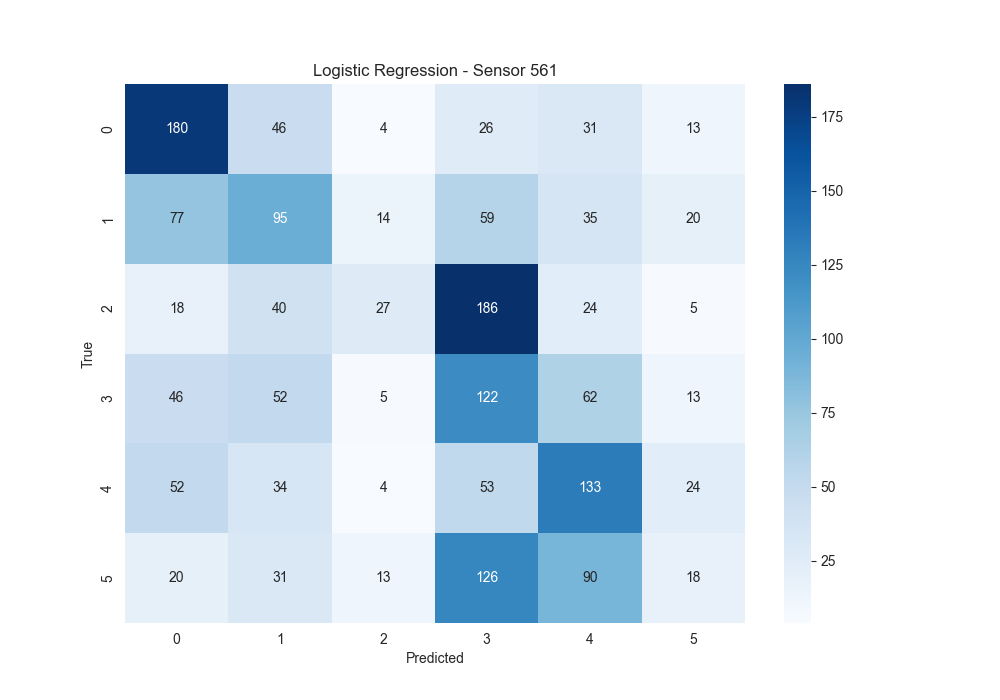 Logistic Regression - Sensor 561
0 180 46 4 26 31 13
1 77 95 14 59 35 20
2 18 40 27 186 24 5
3 46 52 5 122 62 13
4 52 34 4 53 133 24
5 20 31 13 126 90 18
True
0 1 2 3 4 5
Predicted
175
150
125
100
75
50
25